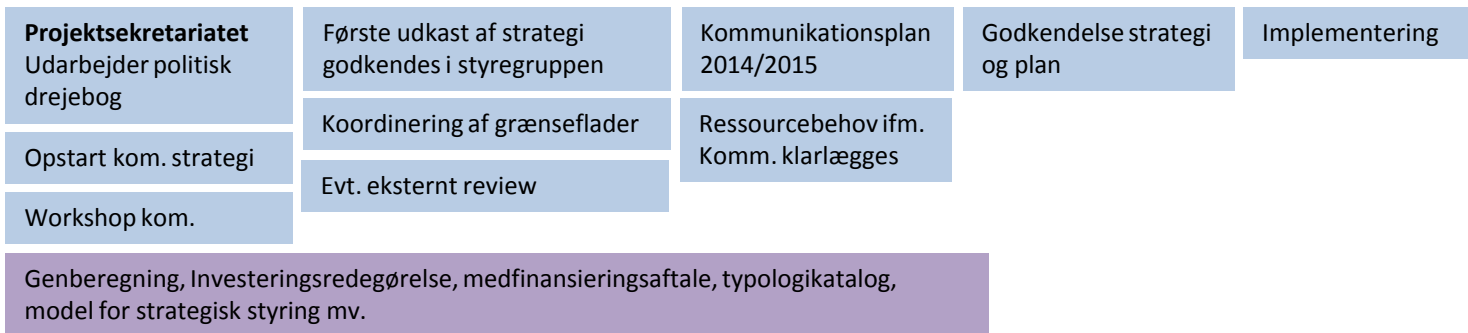 Projektsekretariatet
Udarbejder politisk
drejebog
Opstart kom. strategi
Workshop kom.
Første udkast af strategi
godkendes i styregruppen
Koordinering af grænseflader
Evt. eksternt review
Kommunikationsplan
2014/2015
Ressourcebehov ifm.
Komm. klarlægges
Godkendelse strategi
og plan
Implementering
Genberegning, Investeringsredegørelse, medfinansieringsaftale, typologikatalog,
model for strategisk styring mv.